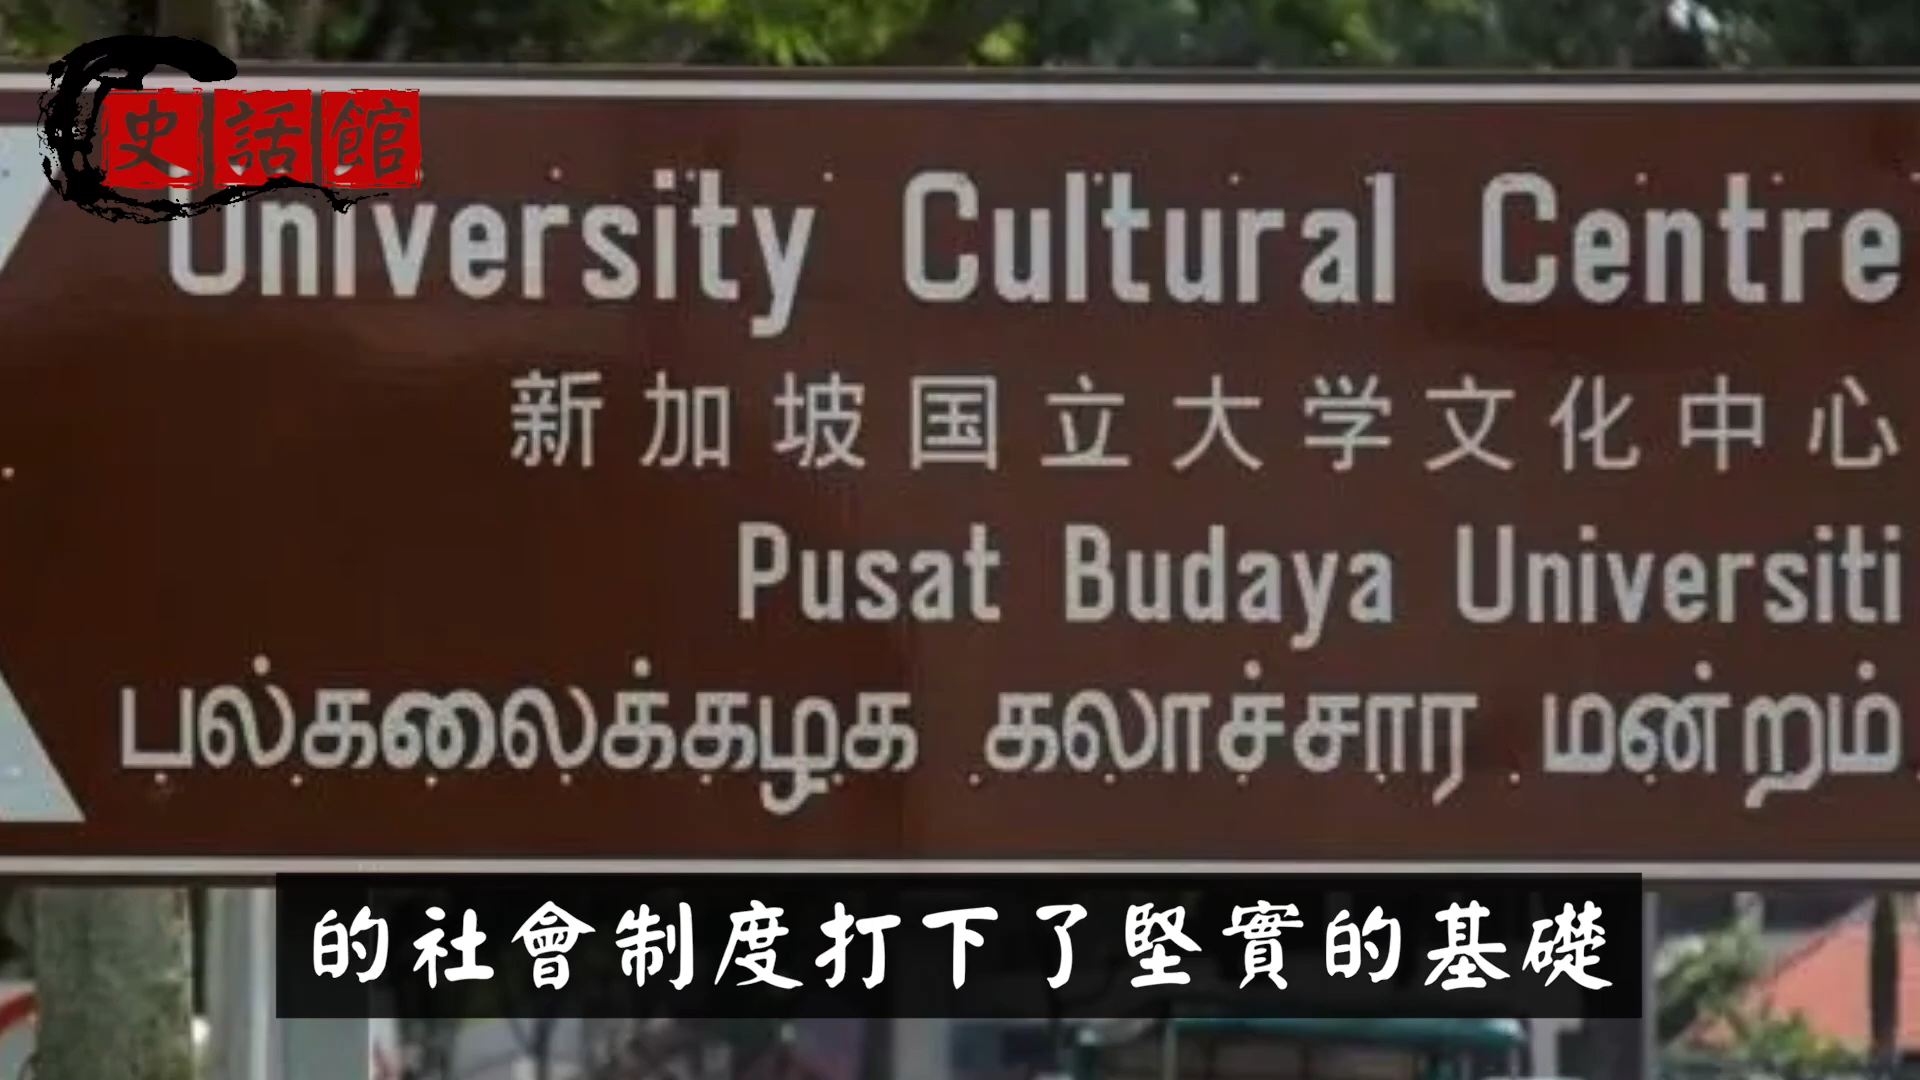 史話館
University Cultural Centre
新加坡国立大学文化中心
Pusat Budaya Universiti
பல்கலைக்கழக கலாச்சார மன்றம்
的社會制度打下了堅實的基礎